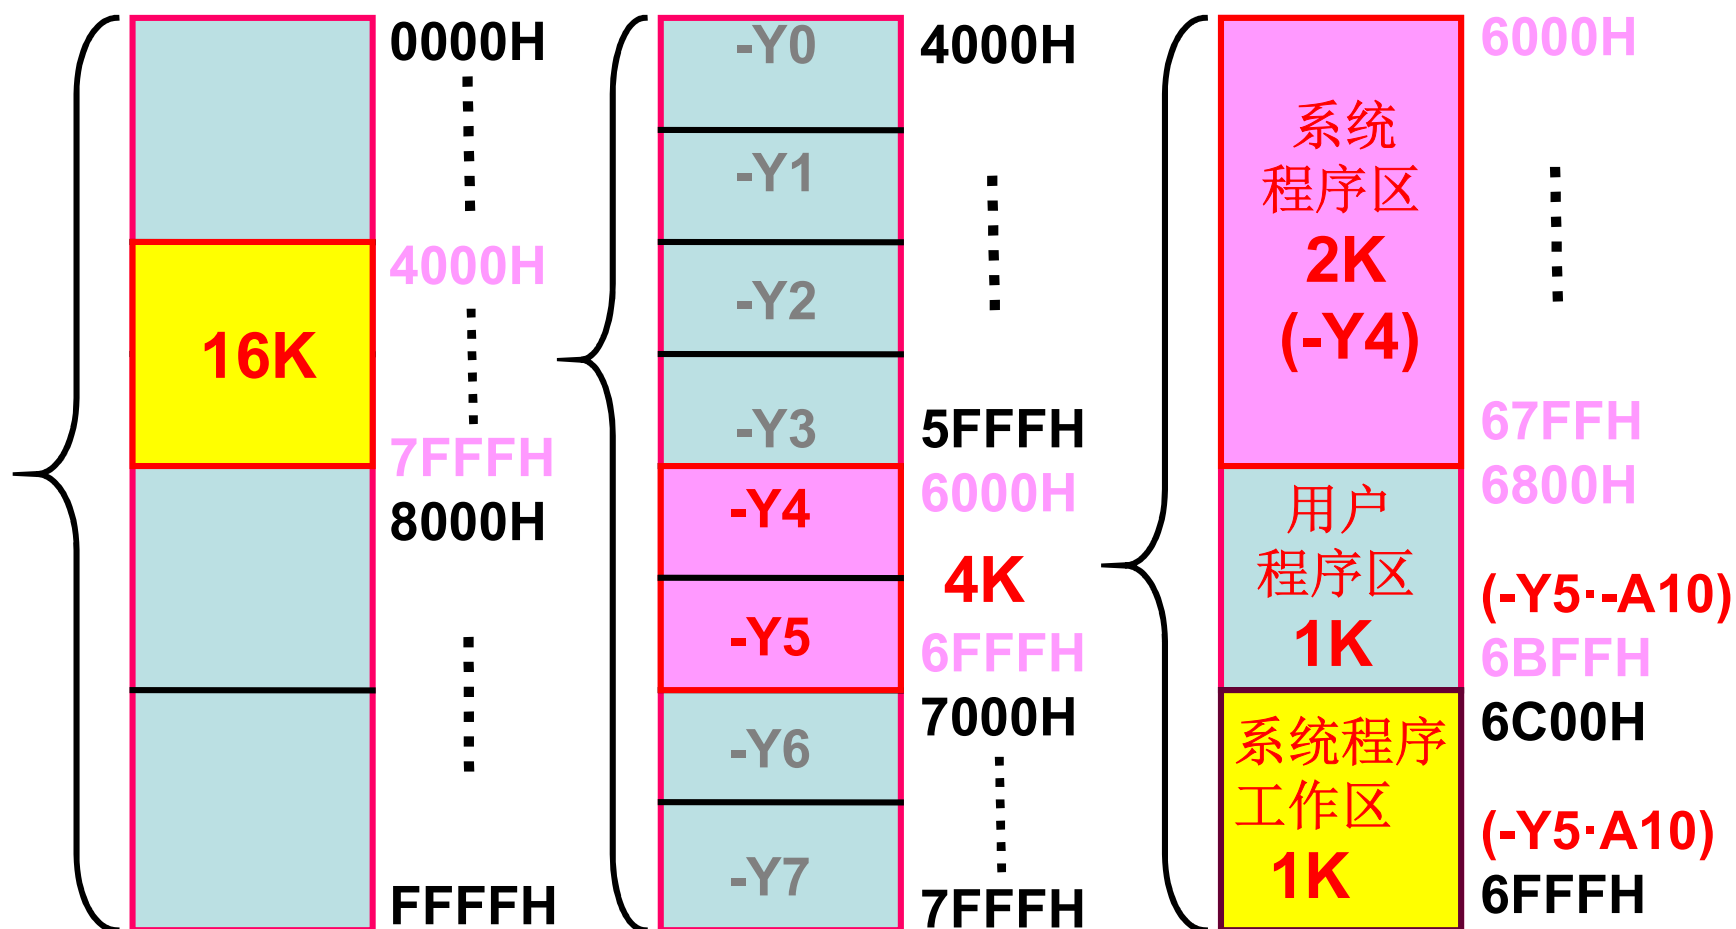 0000H
4000H
16K
7FFFH
8000H
FFFFH
-Y0
4000H
-Y1
-Y2
-Y3
5FFFH
-Y4
6000H
4K
-Y5
6FFFH
7000H
-Y6
-Y7
7FFFH
6000H
系统
程序区
2K
(-Y4)
67FFH
6800H
用户
程序区
1K
(-Y5·-A10)
6BFFH
6C00H
系统程序
工作区
1K
(-Y5·A10)
6FFFH